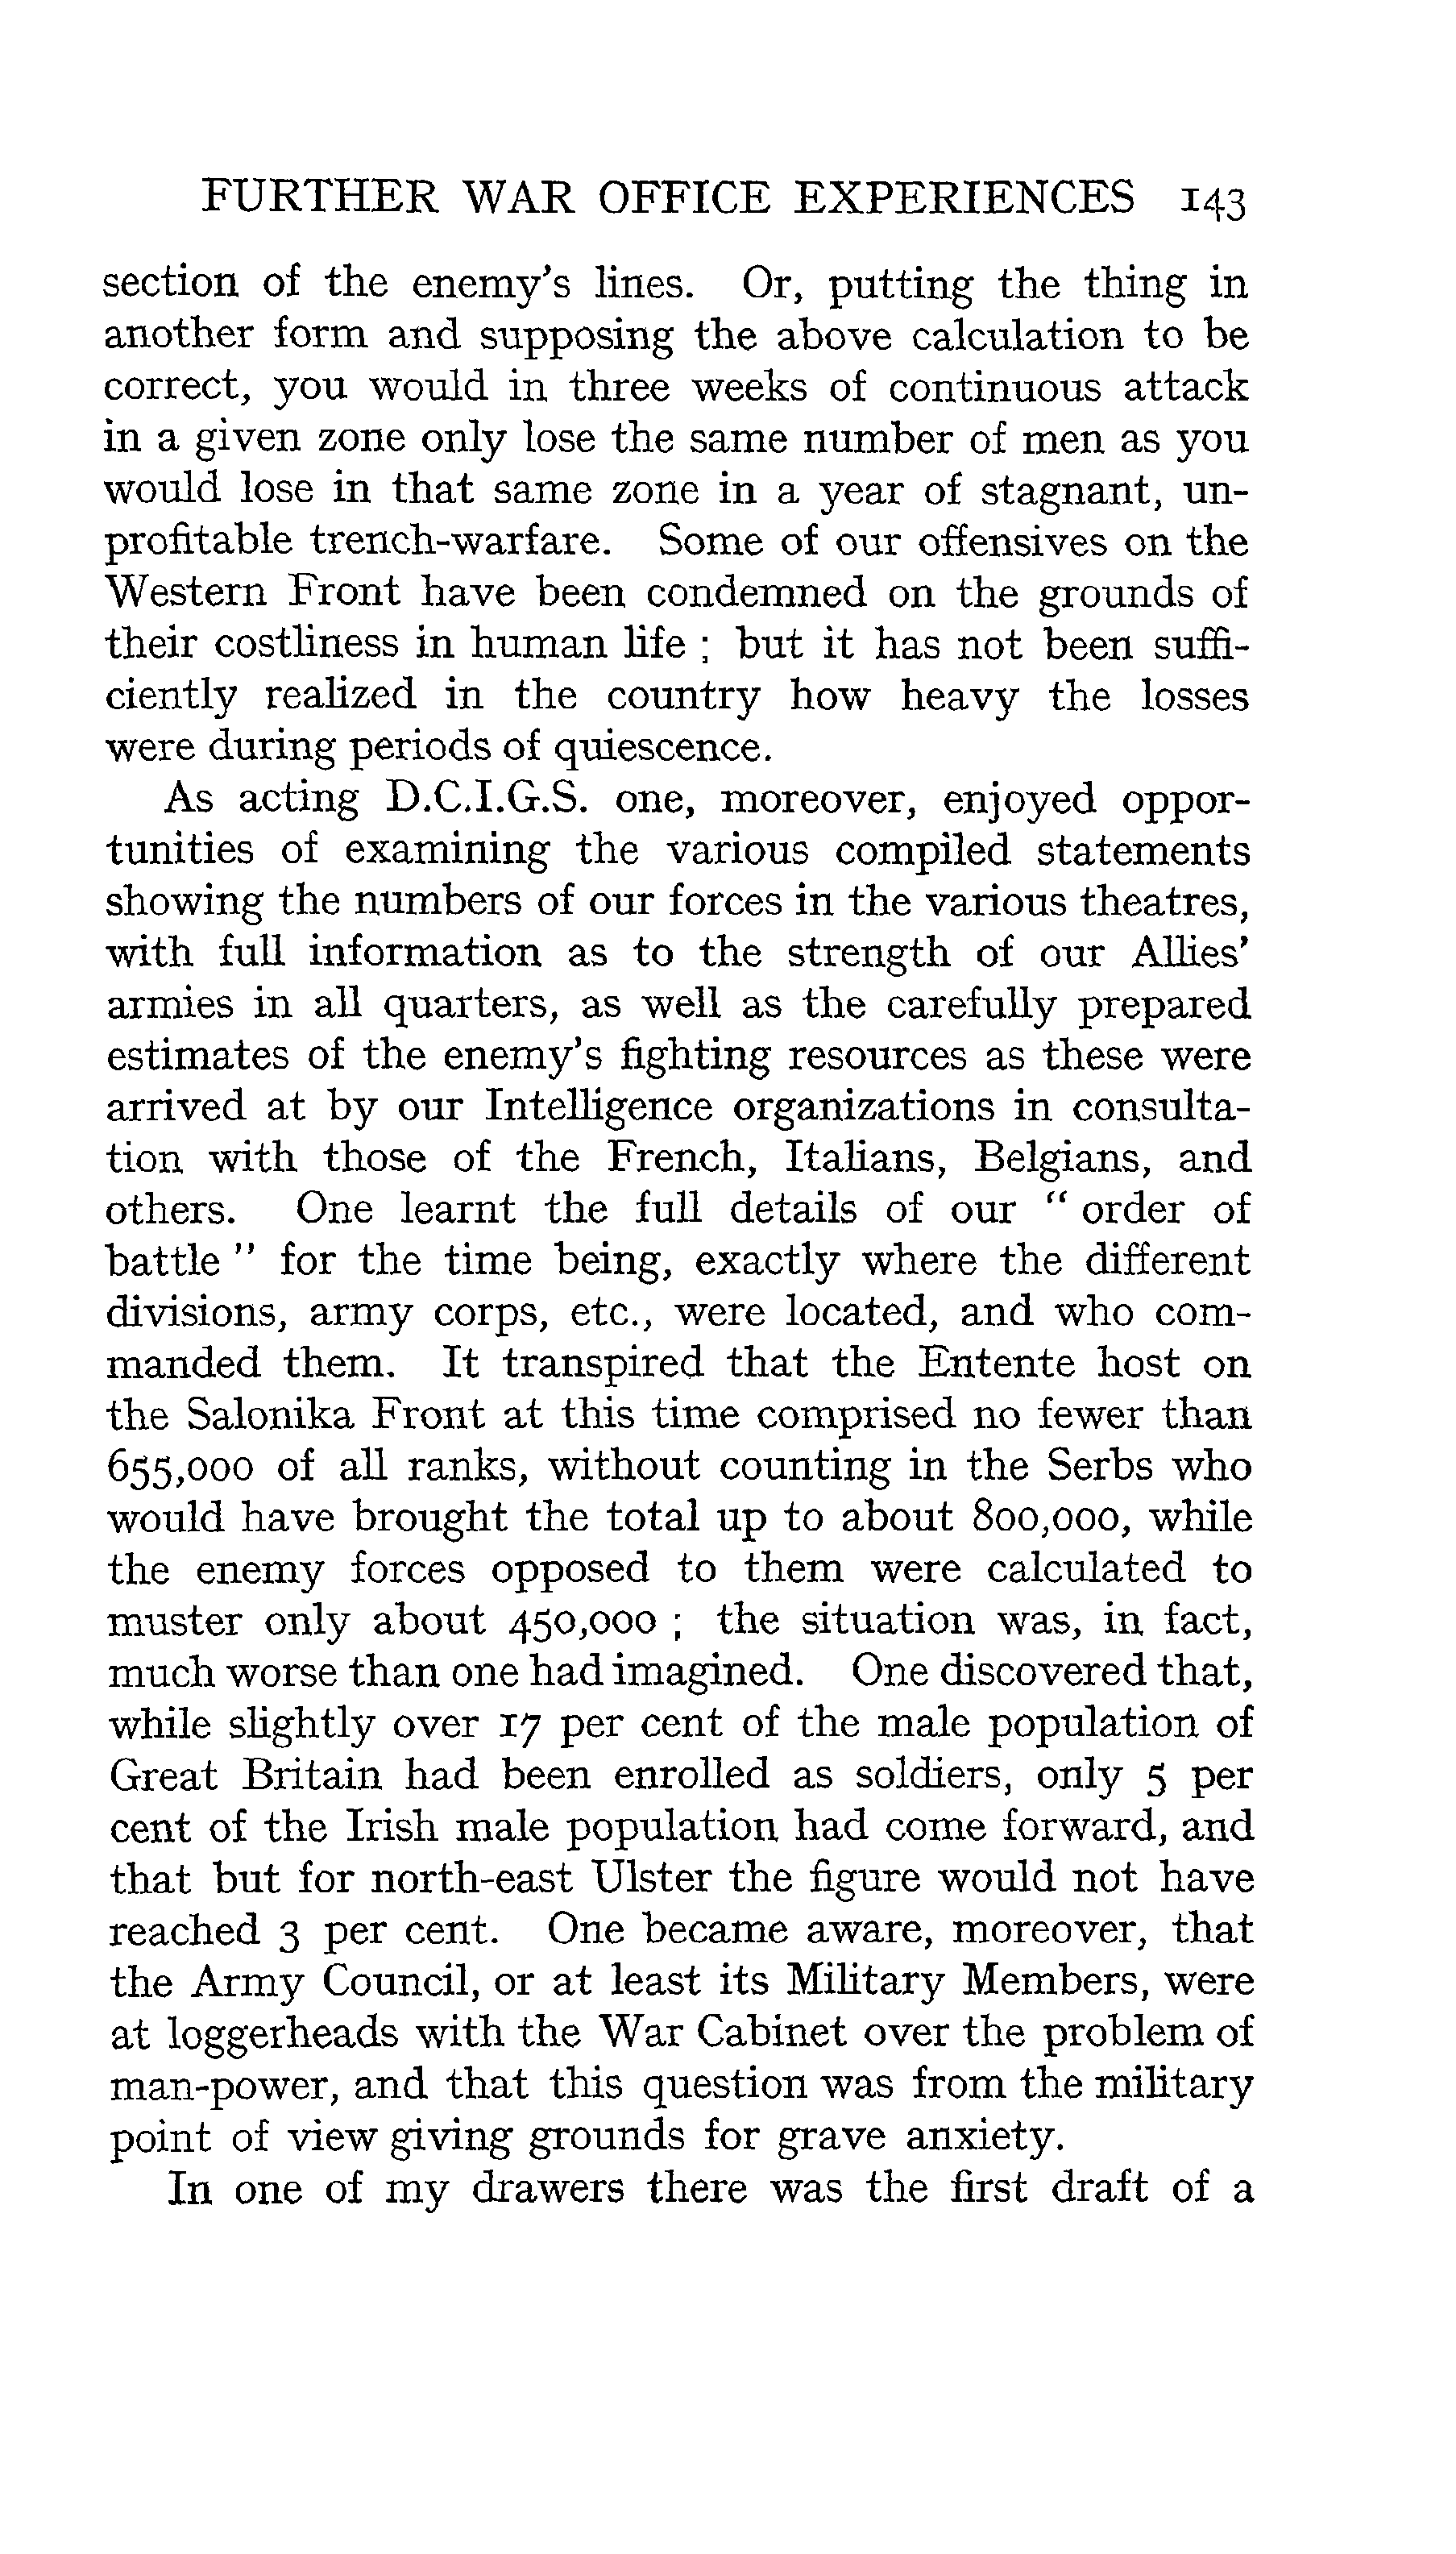 FURTHER WAR OFFICE EXPERIENCES 143
section of the enemy's lines. Or, putting the thing in
another form and supposing the above calculation to be
correct, you would in three weeks of continuous attack
in a given zone only lose the same number of men as you
would lose in that same zone in a year of stagnant, un-
profitable trench-warfare. Some of our offensives on the
Western Front have been condemned on the grounds of
their costliness in human life ; but it has not been suffi-
ciently realized in the country how heavy the losses
were during periods of quiescence.
As acting D.C.I.G.S. one, moreover, enjoyed oppor-
tunities of examining the various compiled statements
showing the numbers of our forces in the various theatres,
with full information as to the strength of our Allies'
armies in all quarters, as well as the carefully prepared
estimates of the enemy's fighting resources as these were
arrived at by our Intelligence organizations in consulta-
tion with those of the French, Italians, Belgians, and
others. One learnt the full details of our " order of
battle " for the time being, exactly where the different
divisions, army corps, etc., were located, and who com-
manded them. It transpired that the Entente host on
the Salonika Front at this time comprised no fewer than
655,000 of all ranks, without counting in the Serbs who
would have brought the total up to about 800,000, while
the enemy forces opposed to them were calculated to
muster only about 450,000 ; the situation was, in fact,
much worse than one had imagined. One discovered that,
while slightly over 17 per cent of the male population of
Great Britain had been enrolled as soldiers, only 5 per
cent of the Irish male population had come forward, and
that but for north-east Ulster the figure would not have
reached 3 per cent. One became aware, moreover, that
the Army Council, or at least its Military Members, were
at loggerheads with the War Cabinet over the problem of
man-power, and that this question was from the military
point of view giving grounds for grave anxiety.
In one of my drawers there was the first draft of a